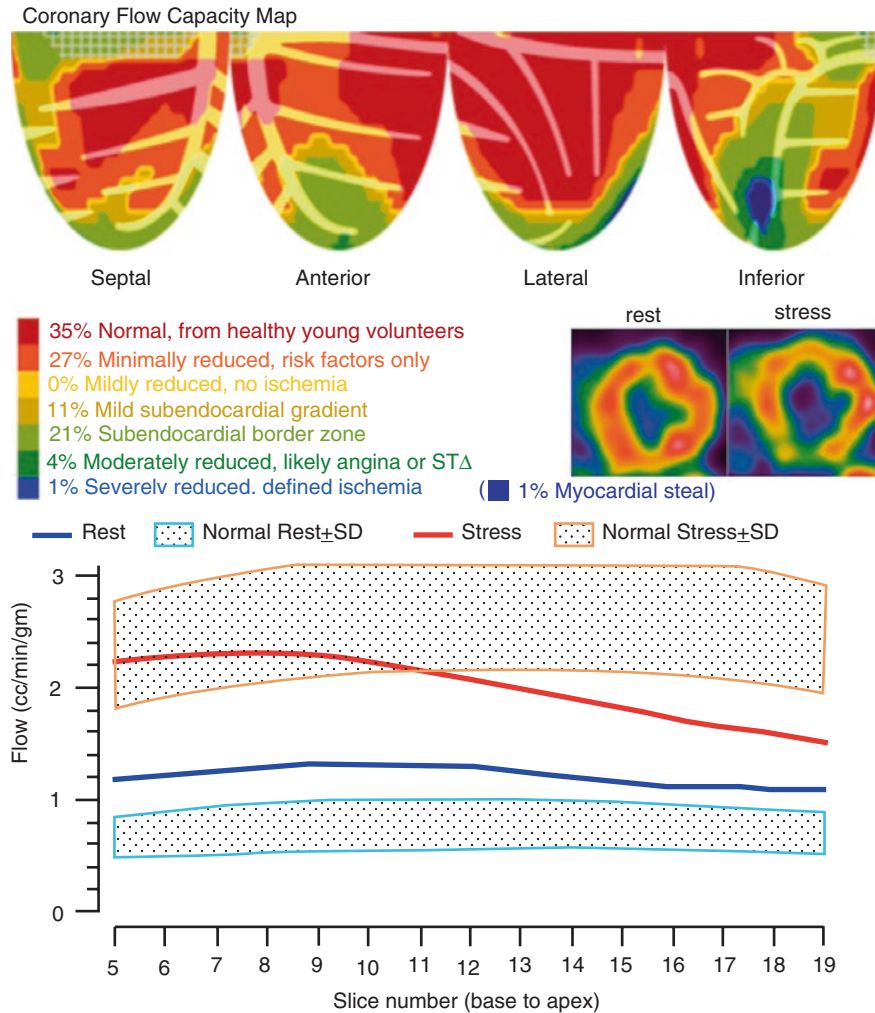 Coronary Flow Capacity Map
Septal Anterior Lateral Inferior
35% Normal, from healthy young volunteers
27% Minimally reduced, risk factors only
0% Mildly reduced, no ischemia
11% Mild subendocardial gradient
21% Subendocardial border zone
4% Moderately reduced, likely angina or STΔ
1% Severelv reduced. defined ischemia
(1% Myocardial steal)
rest stress
Rest Normal Rest±SD Stress Normal Stress±SD
Flow (cc/min/gm)
3
2
1
0
5 6 7 8 9 10 11 12 13 14 15 16 17 18 19
Slice number (base to apex)